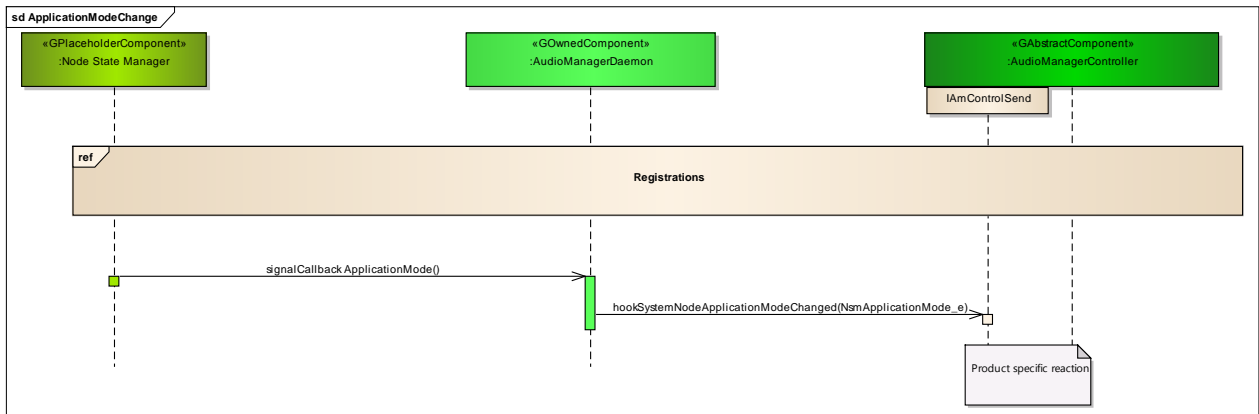 sd ApplicationModeChange
«GPlaceholderComponent»
:Node State Manager
«GOwnedComponent»
:AudioManagerDaemon
«GAbstractComponent»
:AudioManagerController
IAmControlSend
ref
Registrations
signalCallback ApplicationMode()
hookSystemNodeApplicationModeChanged(NsmApplicationMode_e)
Product specific reaction